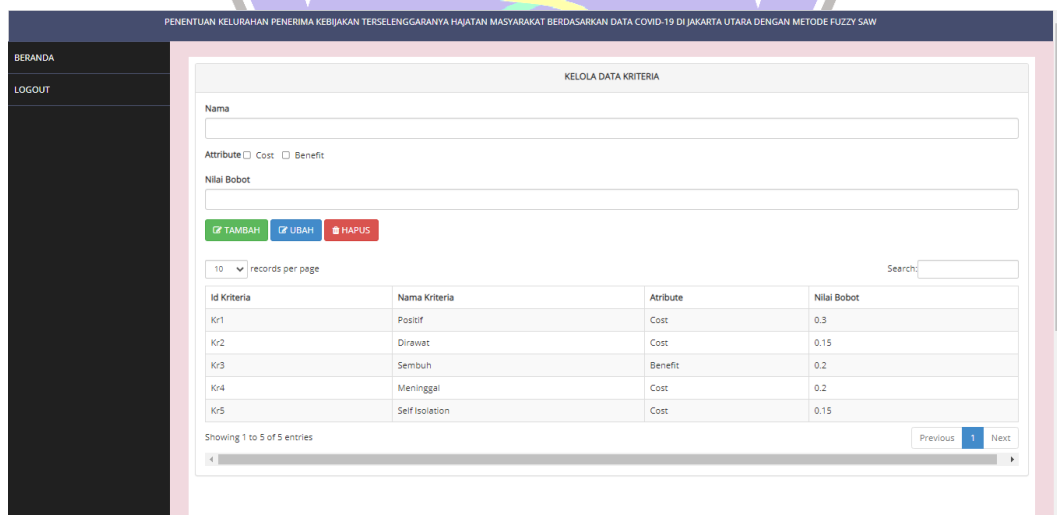 PENENTUAN KELURAHAN PENERIMA KEBIJAKAN TERSELENGGARANYA HAJATAN MASYARAKAT BERDASARKAN DATA COVID-19 DI JAKARTA UTARA DENGAN METODE FUZZY SAW
BERANDA
LOGOUT
KELOLA DATA KRITERIA
Nama
Attribute Cost Benefit
Nilai Bobot
TAMBAH UBAH HAPUS
10 records per page Search:
Id Kriteria Nama Kriteria Atribute Nilai Bobot
Kr1 Positif Cost 0.3
Kr2 Dirawat Cost 0.15
Kr3 Sembuh Benefit 0.2
Kr4 Meninggal Cost 0.2
Kr5 Self Isolation Cost 0.15
Showing 1 to 5 of 5 entries Previous 1 Next